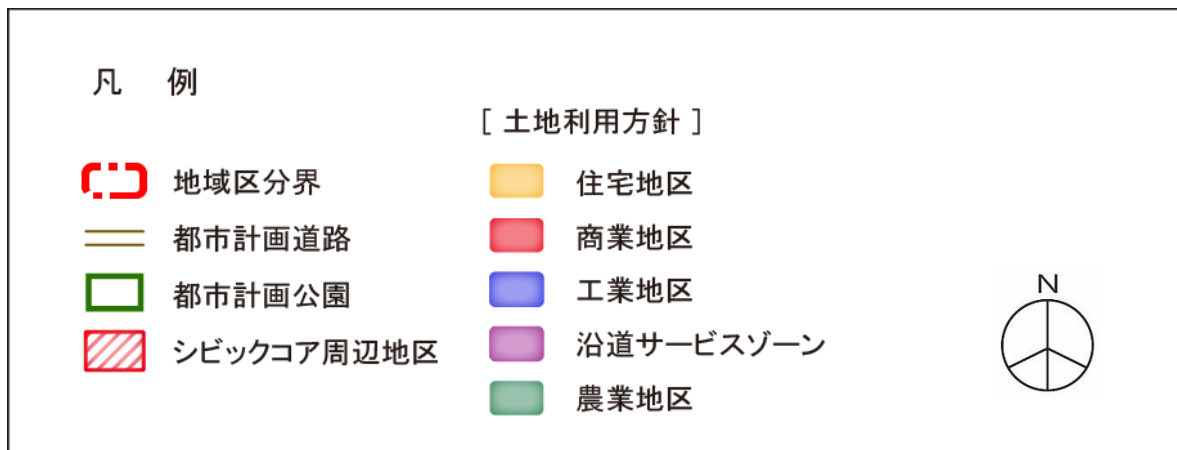 凡 例
地域区分界
都市計画道路
都市計画公園
シビックコア周辺地区
[ 土地利用方針 ]
住宅地区
商業地区
工業地区
沿道サービスゾーン
農業地区
N